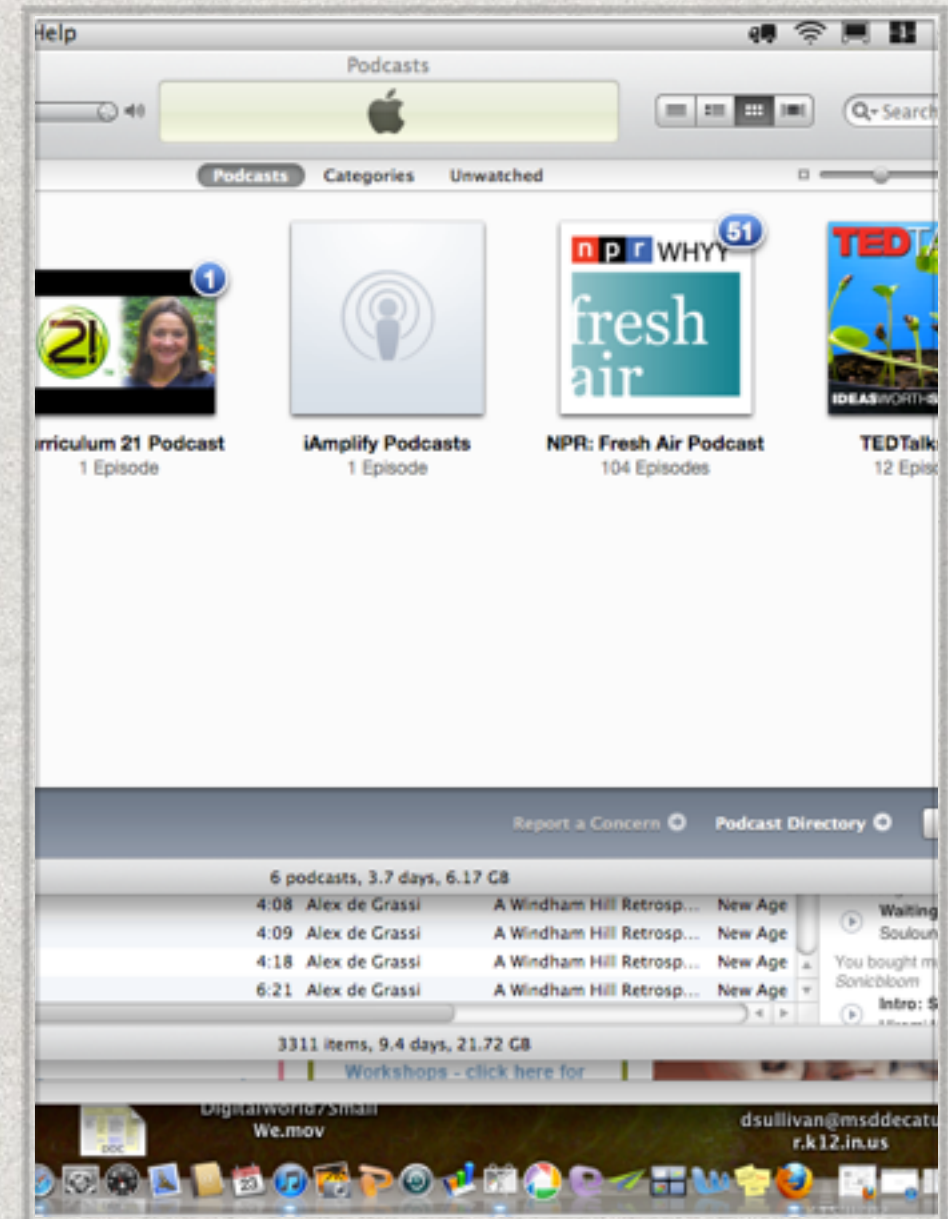 Help
Podcasts
Search
Podcasts Categories Unwatched
1
21
npr WHYY 51
fresh
air
TED
IDEASWORTH
rriculum 21 Podcast
1 Episode
iAmplify Podcasts
1 Episode
NPR: Fresh Air Podcast
104 Episodes
TEDTalk
12 Epis
Report a Concern Podcast Directory
6 podcasts, 3.7 days, 6.17 GB
4:08 Alex de Grassi A Windham Hill Retrosp... New Age
4:09 Alex de Grassi A Windham Hill Retrosp... New Age
4:18 Alex de Grassi A Windham Hill Retrosp... New Age
6:21 Alex de Grassi A Windham Hill Retrosp... New Age
Waiting
Souloun
You bought m
Sonicbloom
Intro: S
3311 items, 9.4 days, 21.72 GB
Workshops - click here for
DigitalWorld7Small
We.mov
dsullivan@msddecatu
r.k12.in.us
DOC
23